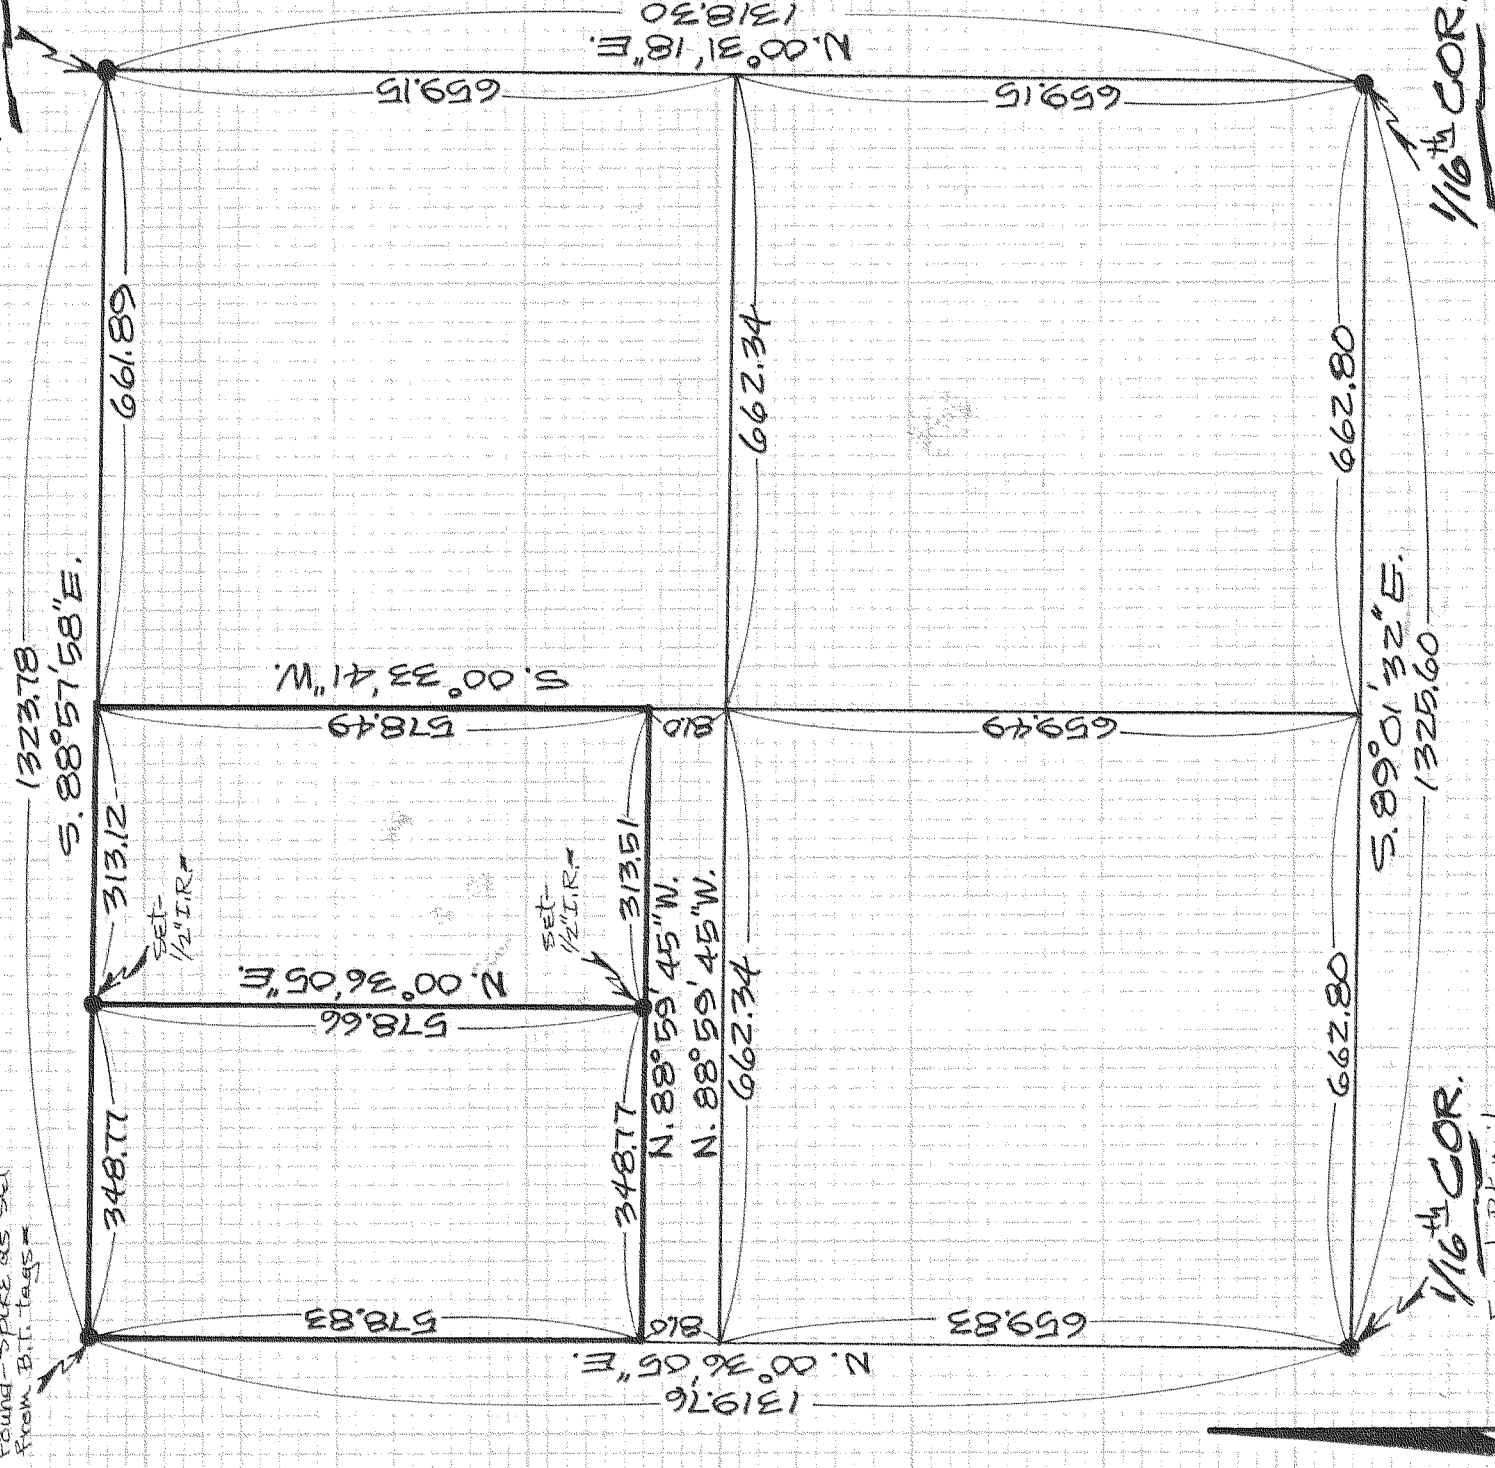 1318.30
N. 00° 31' 18" E.
659.15
659.15
1/16th COR.
661.89
662.34
662.80
1323.78
S. 88° 57' 58" E.
S. 00° 33' 41" W.
578.49
81.0
659.49
S. 89° 01' 32" E.
1325.60
313.12
SET-
1/2" I.R.=
313.51
SET-
1/2" I.R.=
N. 00° 36' 05" E.
578.66
N. 88° 59' 45" W.
N. 88° 59' 45" W.
662.34
662.80
348.77
348.77
578.83
81.0
659.83
N. 00° 36' 05" E.
1319.76
1/16th COR.
Found - Spike as set
From B.T. tags=